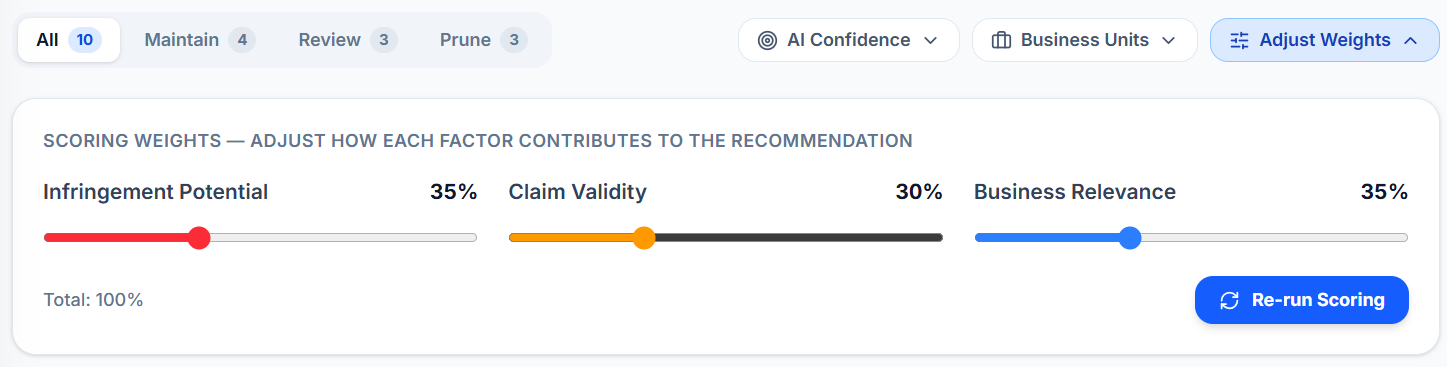 All 10 Maintain 4 Review 3 Prune 3 AI Confidence Business Units Adjust Weights
SCORING WEIGHTS — ADJUST HOW EACH FACTOR CONTRIBUTES TO THE RECOMMENDATION
Infringement Potential 35% Claim Validity 30% Business Relevance 35%
Total: 100% Re-run Scoring